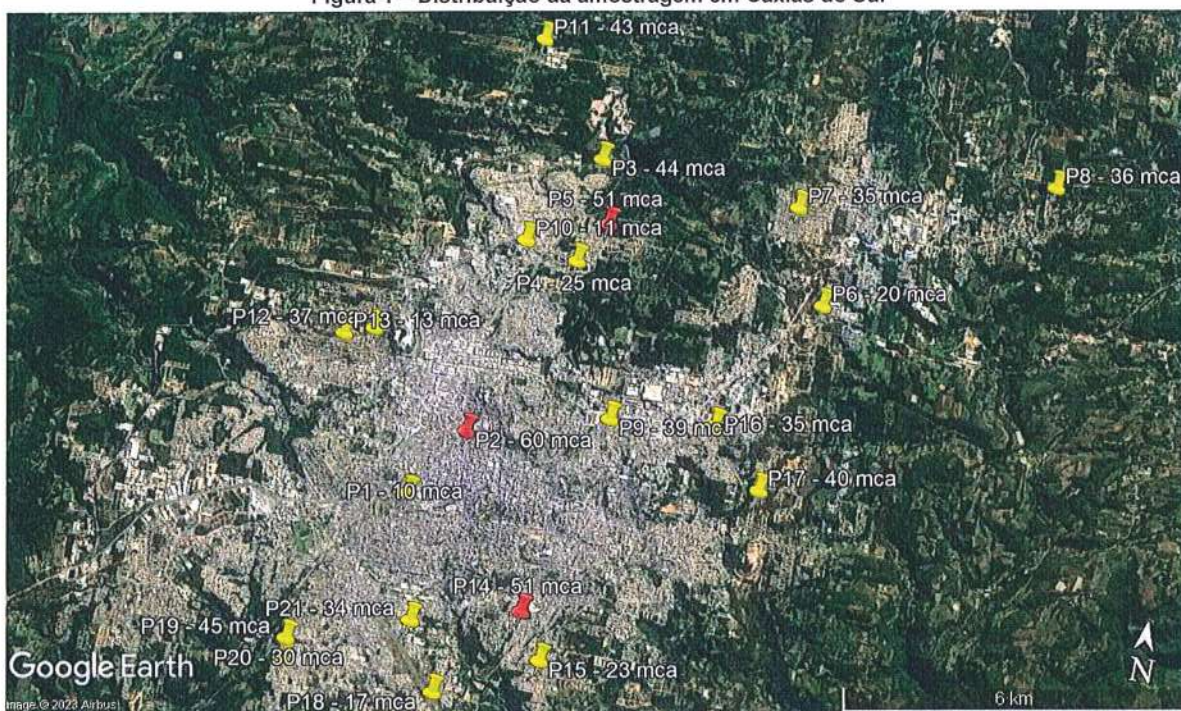 Figura 1 – Distribuição da amostragem em Caxias do Sul
P11 - 43 mca
P3 - 44 mca
P8 - 36 mca
P5 - 51 mca
P7 - 35 mca
P10 - 11 mca
P4 - 25 mca
P6 - 20 mca
P12 - 37 mca
P13 - 13 mca
P9 - 39 mca
P16 - 35 mca
P2 - 60 mca
P17 - 40 mca
P1 - 10 mca
P14 - 51 mca
P21 - 34 mca
P19 - 45 mca
P20 - 30 mca
P15 - 23 mca
Google Earth
P18 - 17 mca
N
6 km
Image © 2023 Airbus